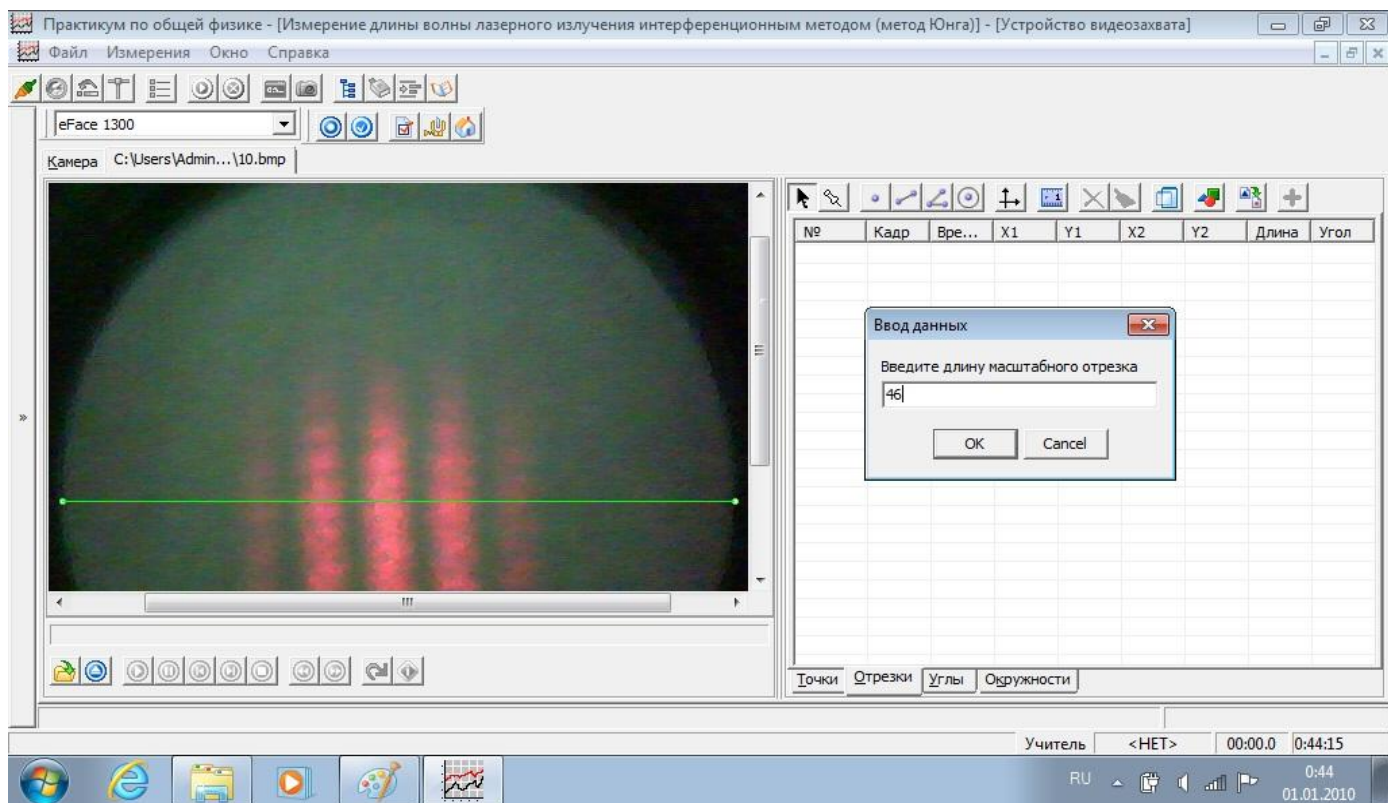 Практикум по общей физике - [Измерение длины волны лазерного излучения интерференционным методом (метод Юнга)] - [Устройство видеозахвата]
Файл Измерения Окно Справка
eFace 1300
Камера C:\Users\Admin...\10.bmp
№ Кадр Вре... X1 Y1 X2 Y2 Длина Угол
Ввод данных
Введите длину масштабного отрезка
46
OK Cancel
Точки Отрезки Углы Окружности
Учитель <НЕТ> 00:00.0 0:44:15
RU 0:44
01.01.2010